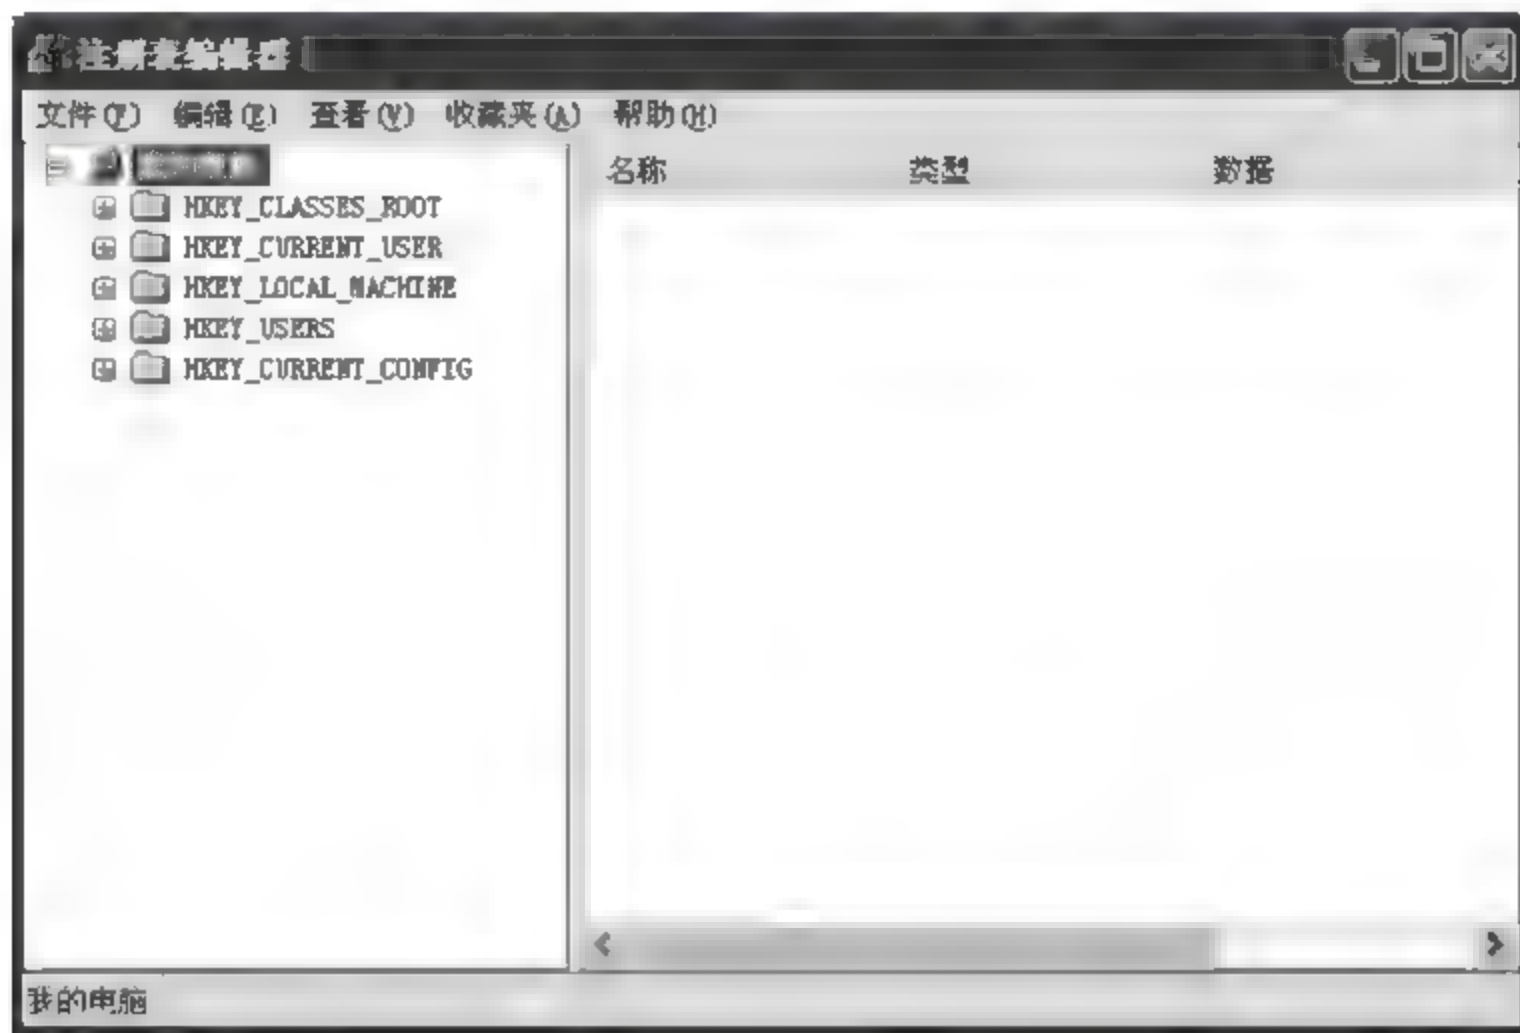 注册表编辑器
文件(F) 编辑(E) 查看(V) 收藏夹(A) 帮助(H)
名称 类型 数据
HKEY_CLASSES_ROOT
HKEY_CURRENT_USER
HKEY_LOCAL_MACHINE
HKEY_USERS
HKEY_CURRENT_CONFIG
我的电脑